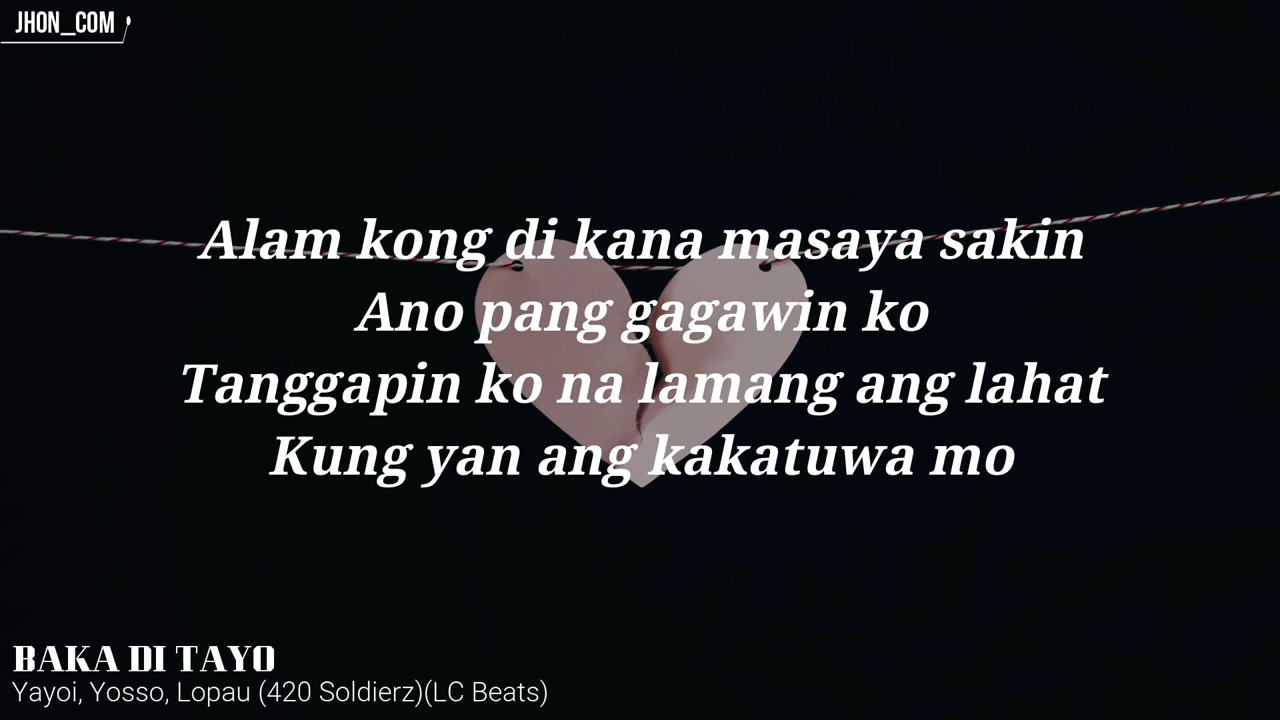 JHON_COM
Alam kong di kana masaya sakin
Ano pang gagawin ko
Tanggapin ko na lamang ang lahat
Kung yan ang kakatuwa mo
BAKA DI TAYO
Yayoi, Yosso, Lopau (420 Soldierz)(LC Beats)